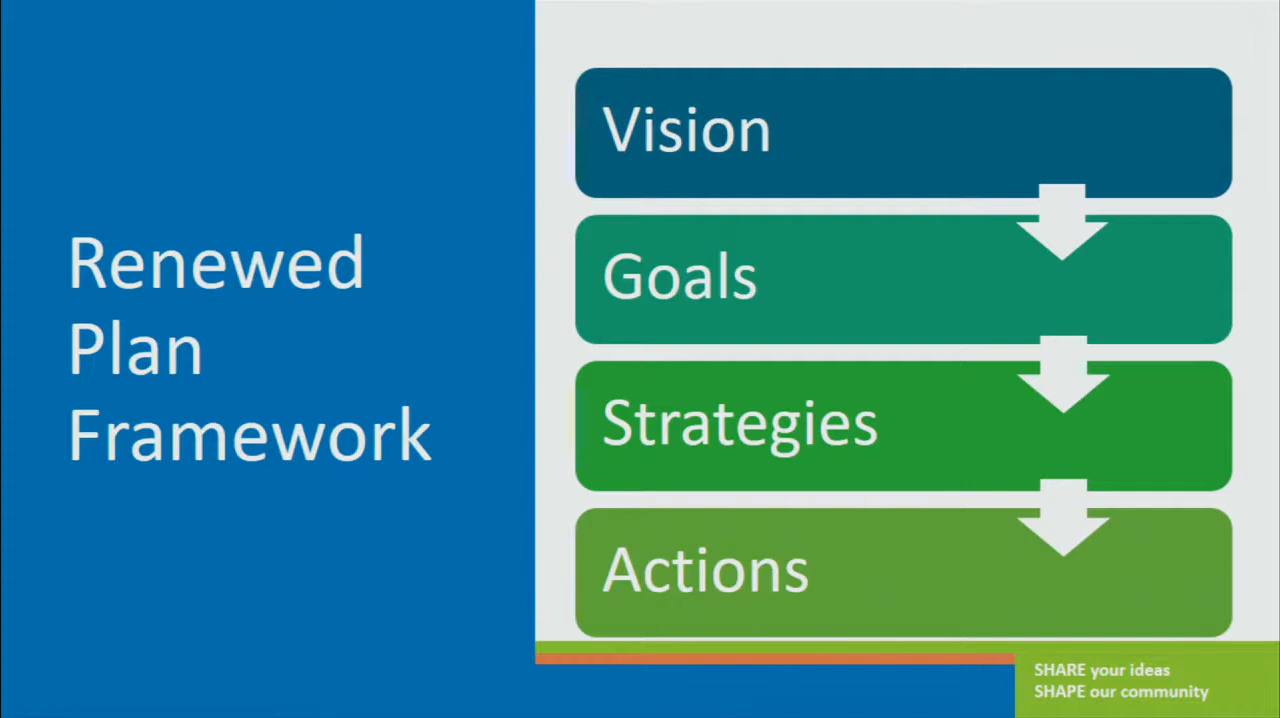 Renewed
Plan
Framework
Vision
Goals
Strategies
Actions
SHARE your ideas
SHAPE our community